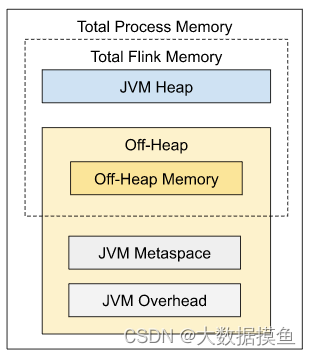 Total Process Memory
Total Flink Memory
JVM Heap
Off-Heap
Off-Heap Memory
JVM Metaspace
JVM Overhead
CSDN @大数据摸鱼